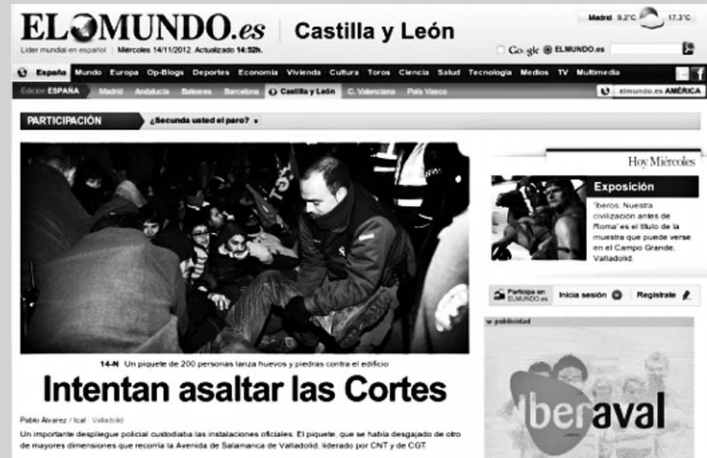 ELMUNDO.es Castilla y León
Madrid 9.2ºC 17.3ºC
Líder mundial en español Miércoles 14/11/2012. Actualizado 14:52h.
Google ELMUNDO.es
España Mundo Europa Op-Blogs Deportes Economía Vivienda Cultura Toros Ciencia Salud Tecnología Medios TV Multimedia
Edición ESPAÑA Madrid Andalucía Baleares Barcelona Castilla y León C. Valenciana País Vasco elmundo.es AMÉRICA
PARTICIPACIÓN ¿Secunda usted el paro?
Hoy Miércoles
Exposición
'Iberos. Nuestra
civilización antes de
Roma' es el título de la
muestra que puede verse
en el Campo Grande,
Valladolid.
Participa en
ELMUNDO.es
Inicia sesión Regístrate
publicidad
Iberaval
14-N Un piquete de 200 personas lanza huevos y piedras contra el edificio
Intentan asaltar las Cortes
Pablo Álvarez / Ical Valladolid
Un importante despliegue policial custodiaba las instalaciones oficiales. El piquete, que se había desgajado de otro
de mayores dimensiones que recorría la Avenida de Salamanca de Valladolid, liderado por CNT y de CGT.